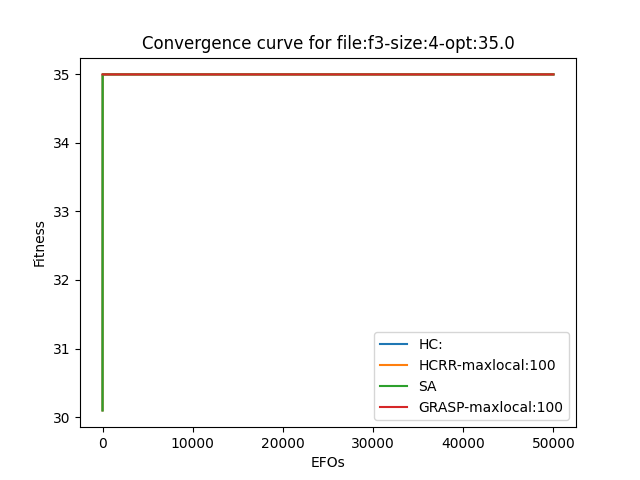 Convergence curve for file:f3-size:4-opt:35.0
Fitness
35
34
33
32
31
30
0 10000 20000 30000 40000 50000
EFOs
HC:
HCRR-maxlocal:100
SA
GRASP-maxlocal:100